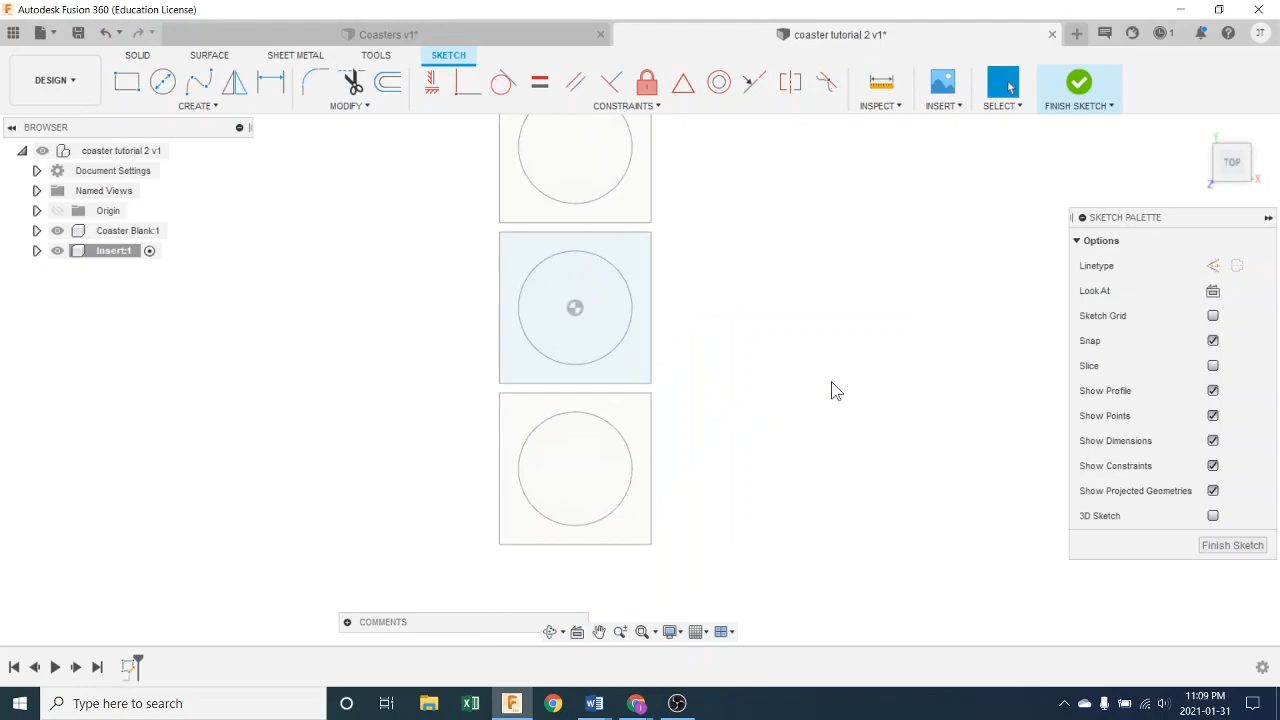 Autodesk Fusion 360 (Education License)
Coasters v1*
coaster tutorial 2 v1*
1
JT
DESIGN
SOLID
SURFACE
SHEET METAL
TOOLS
SKETCH
CREATE
MODIFY
CONSTRAINTS
INSPECT
INSERT
SELECT
FINISH SKETCH
BROWSER
coaster tutorial 2 v1
Document Settings
Named Views
Origin
Coaster Blank:1
Insert:1
TOP
Y
X
Z
SKETCH PALETTE
Options
Linetype
Look At
Sketch Grid
Snap
Slice
Show Profile
Show Points
Show Dimensions
Show Constraints
Show Projected Geometries
3D Sketch
Finish Sketch
COMMENTS
Type here to search
11:09 PM
2021-01-31